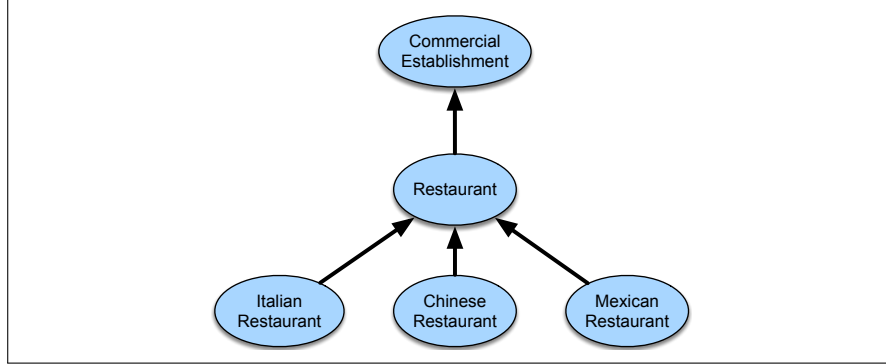 Commercial
Establishment
Restaurant
Italian
Restaurant
Chinese
Restaurant
Mexican
Restaurant